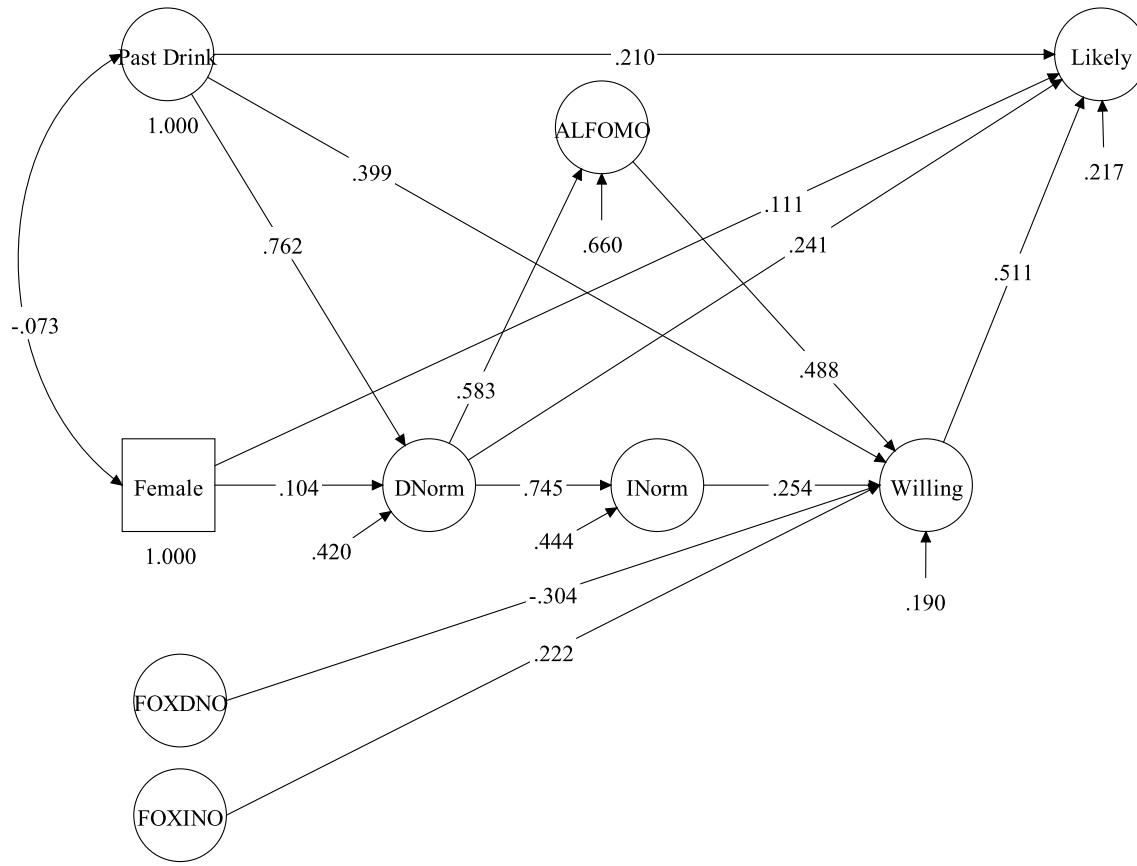 Past Drink
Likely
.210
1.000
ALFOMO
.399
.217
.111
.660
.241
.762
.511
-.073
.488
.583
Female
.104
DNorm
.745
INorm
.254
Willing
1.000
.420
.444
-.304
.190
.222
FOXDNO
FOXINO